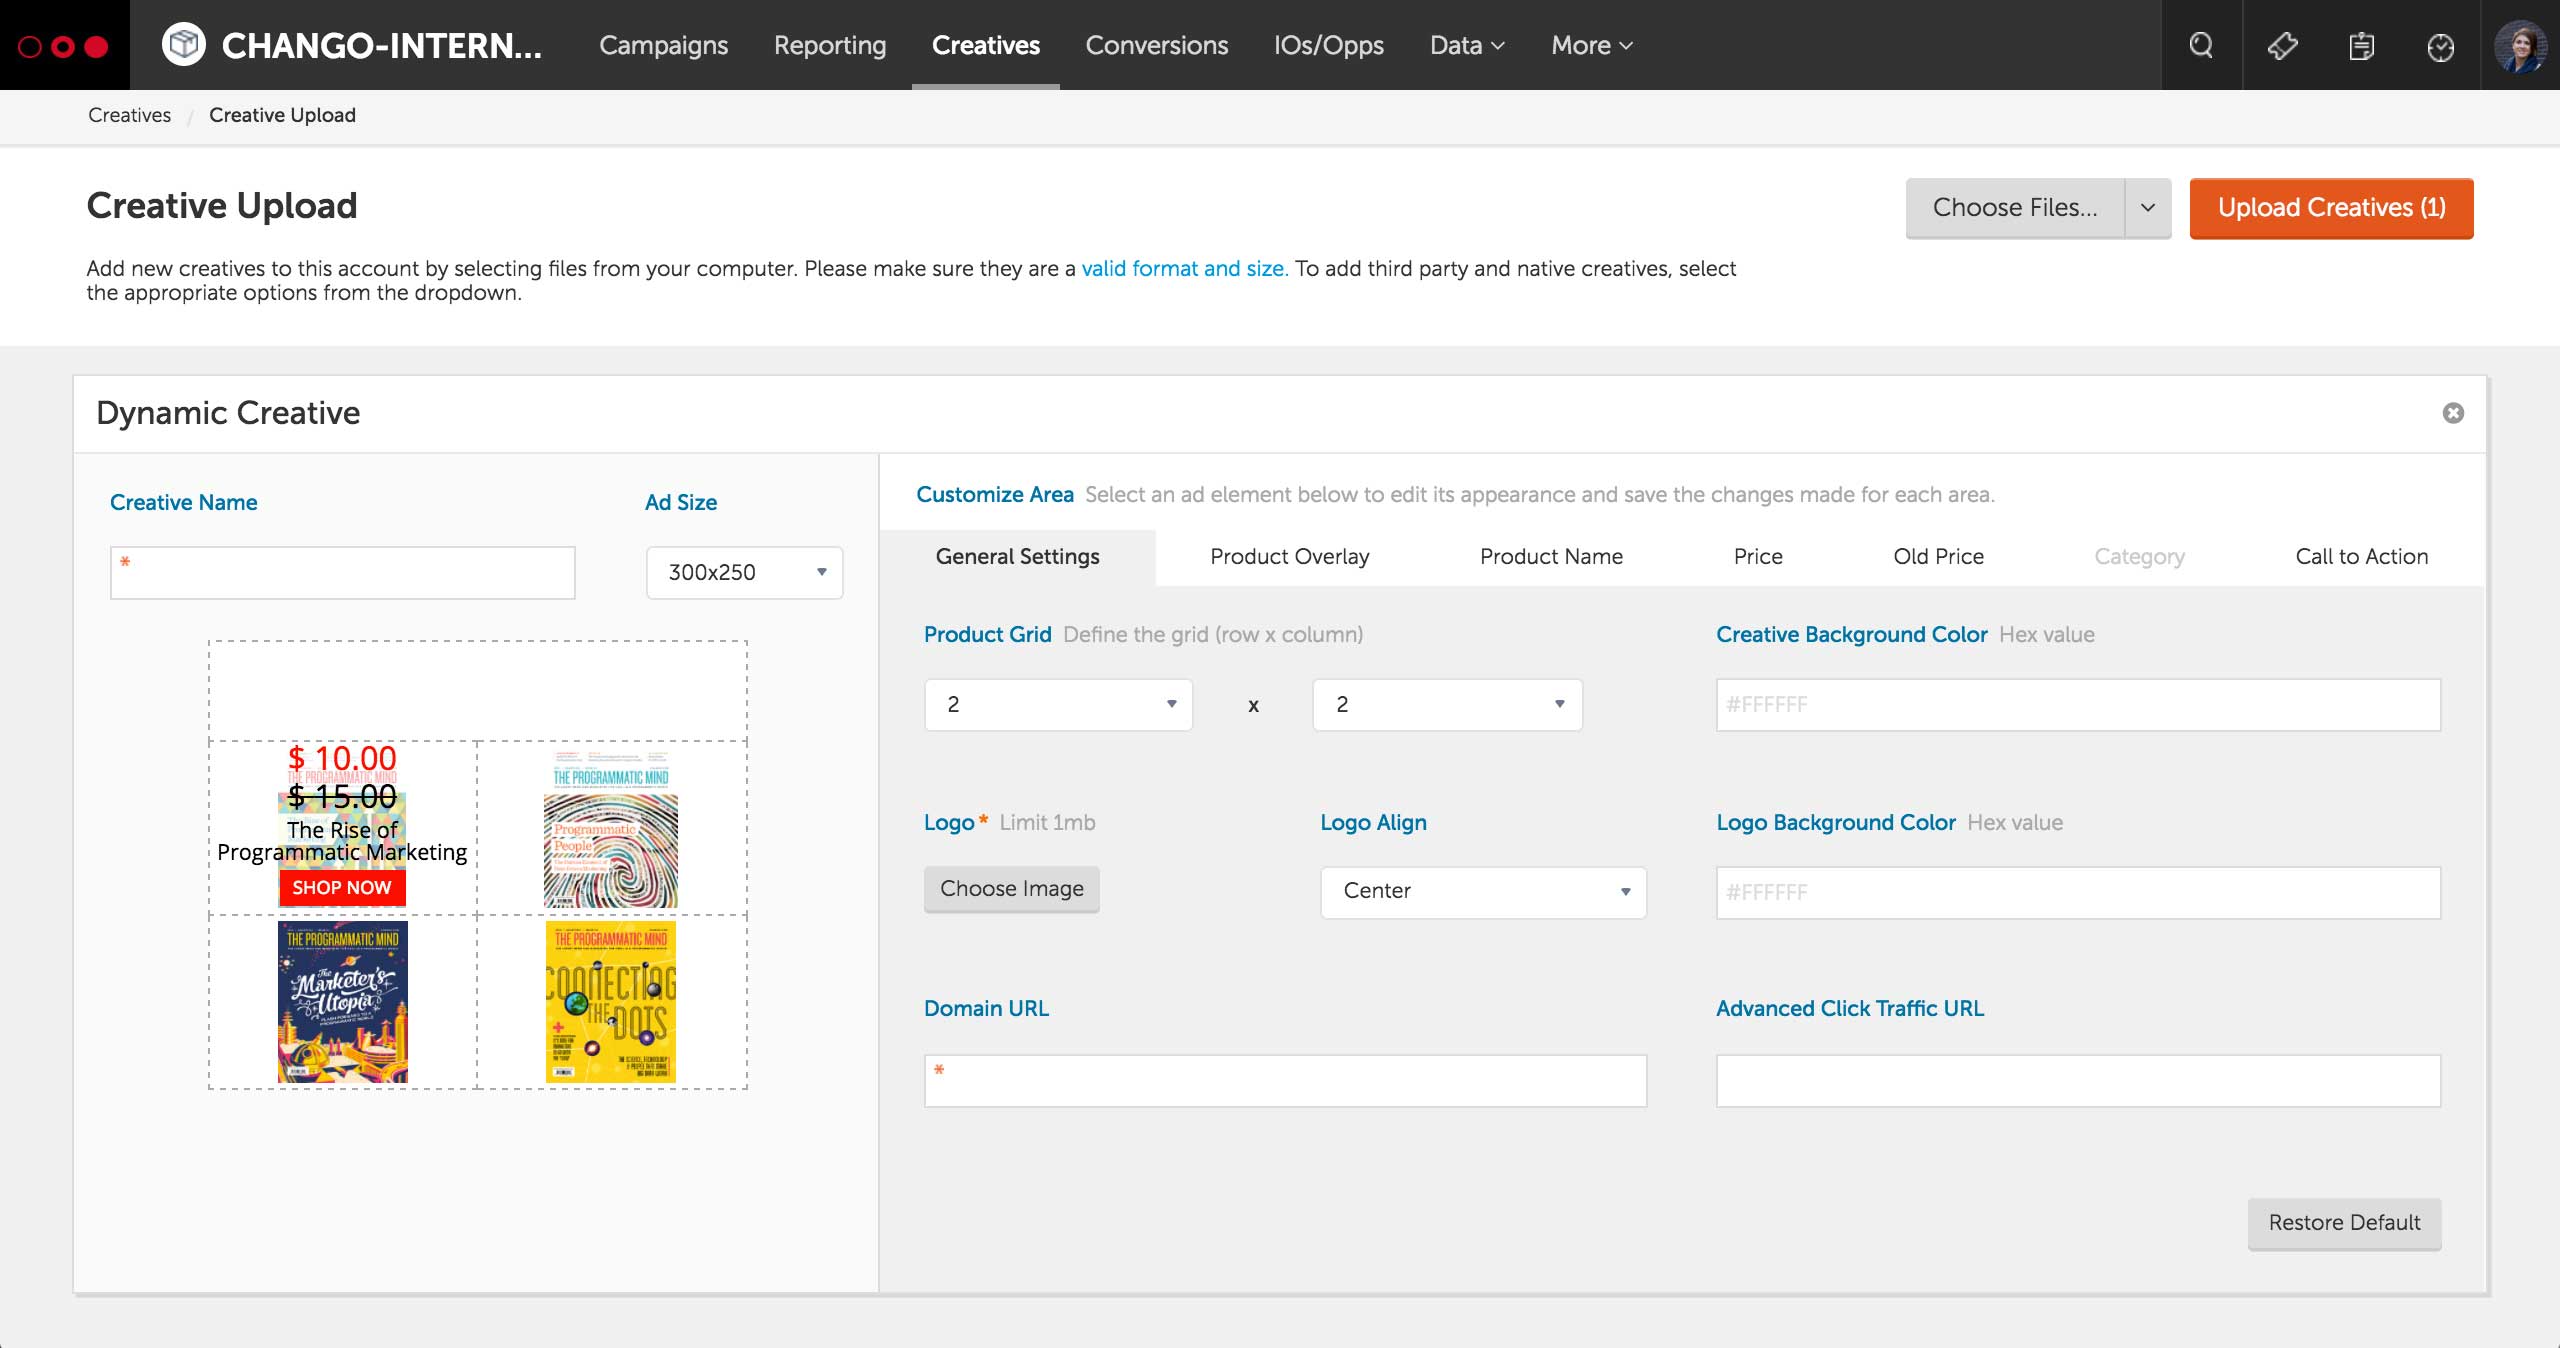 CHANGO-INTERN...
Campaigns
Reporting
Creatives
Conversions
IOs/Opps
Data
More
Creatives / Creative Upload
Creative Upload
Choose Files...
Upload Creatives (1)
Add new creatives to this account by selecting files from your computer. Please make sure they are a valid format and size. To add third party and native creatives, select
the appropriate options from the dropdown.
Dynamic Creative
Creative Name
Ad Size
*
300x250
$ 10.00
THE PROGRAMMATIC MIND
$ 15.00
The Rise of
Programmatic Marketing
SHOP NOW
THE PROGRAMMATIC MIND
Programmatic
People
THE PROGRAMMATIC MIND
The
Marketer's
Utopia
THE PROGRAMMATIC MIND
CONNECTING
THE DOTS
Customize Area Select an ad element below to edit its appearance and save the changes made for each area.
General Settings
Product Overlay
Product Name
Price
Old Price
Category
Call to Action
Product Grid Define the grid (row x column)
2 x 2
Creative Background Color Hex value
#FFFFFF
Logo * Limit 1mb
Choose Image
Logo Align
Center
Logo Background Color Hex value
#FFFFFF
Domain URL
*
Advanced Click Traffic URL
Restore Default